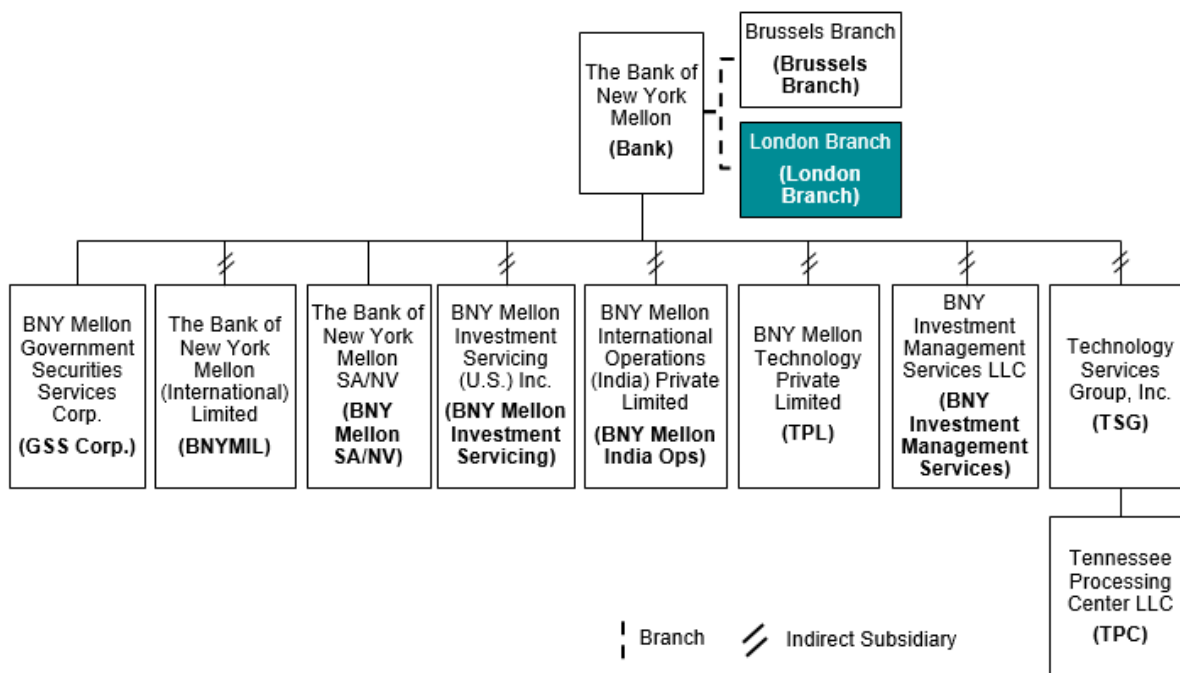 Brussels Branch
(Brussels
Branch)
The Bank of
New York
Mellon
(Bank)
London Branch
(London
Branch)
BNY Mellon
Government
Securities
Services
Corp.
(GSS Corp.)
The Bank of
New York
Mellon
(International)
Limited
(BNYMIL)
The Bank of
New York
Mellon
SA/NV
(BNY
Mellon
SA/NV)
BNY Mellon
Investment
Servicing
(U.S.) Inc.
(BNY Mellon
Investment
Servicing)
BNY Mellon
International
Operations
(India) Private
Limited
(BNY Mellon
India Ops)
BNY Mellon
Technology
Private
Limited
(TPL)
BNY
Investment
Management
Services LLC
(BNY
Investment
Management
Services)
Technology
Services
Group, Inc.
(TSG)
Tennessee
Processing
Center LLC
(TPC)
Branch
Indirect Subsidiary